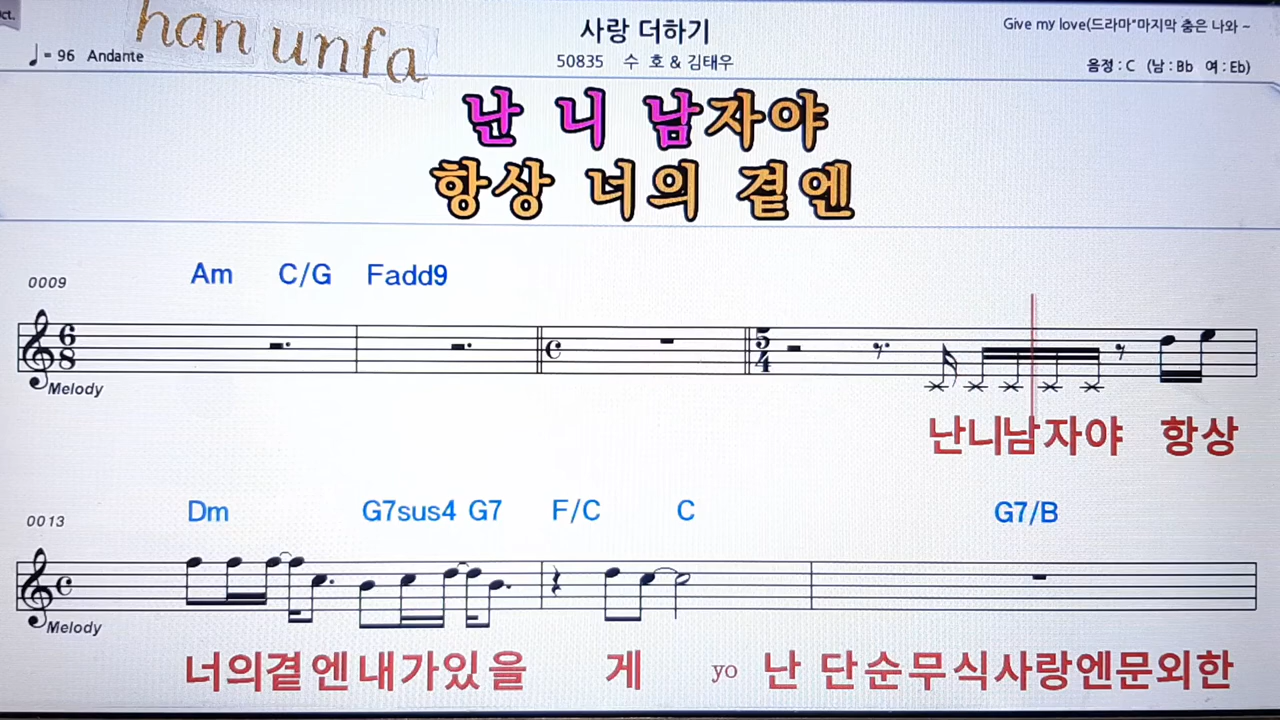 ct.
han unfa
♩= 96 Andante
사랑 더하기
50835 수 호 & 김태우
Give my love(드라마"마지막 춤은 나와 ~
음정 : C (남 : Bb 여 : Eb)
난 니 남자야
항상 너의 곁엔
0009
Am C/G Fadd9
6 8
5 4
Melody
난니남자야 항상
0013
Dm G7sus4 G7 F/C C G7/B
Melody
너의곁엔내가있을 게 yo 난 단순무식사랑엔문외한